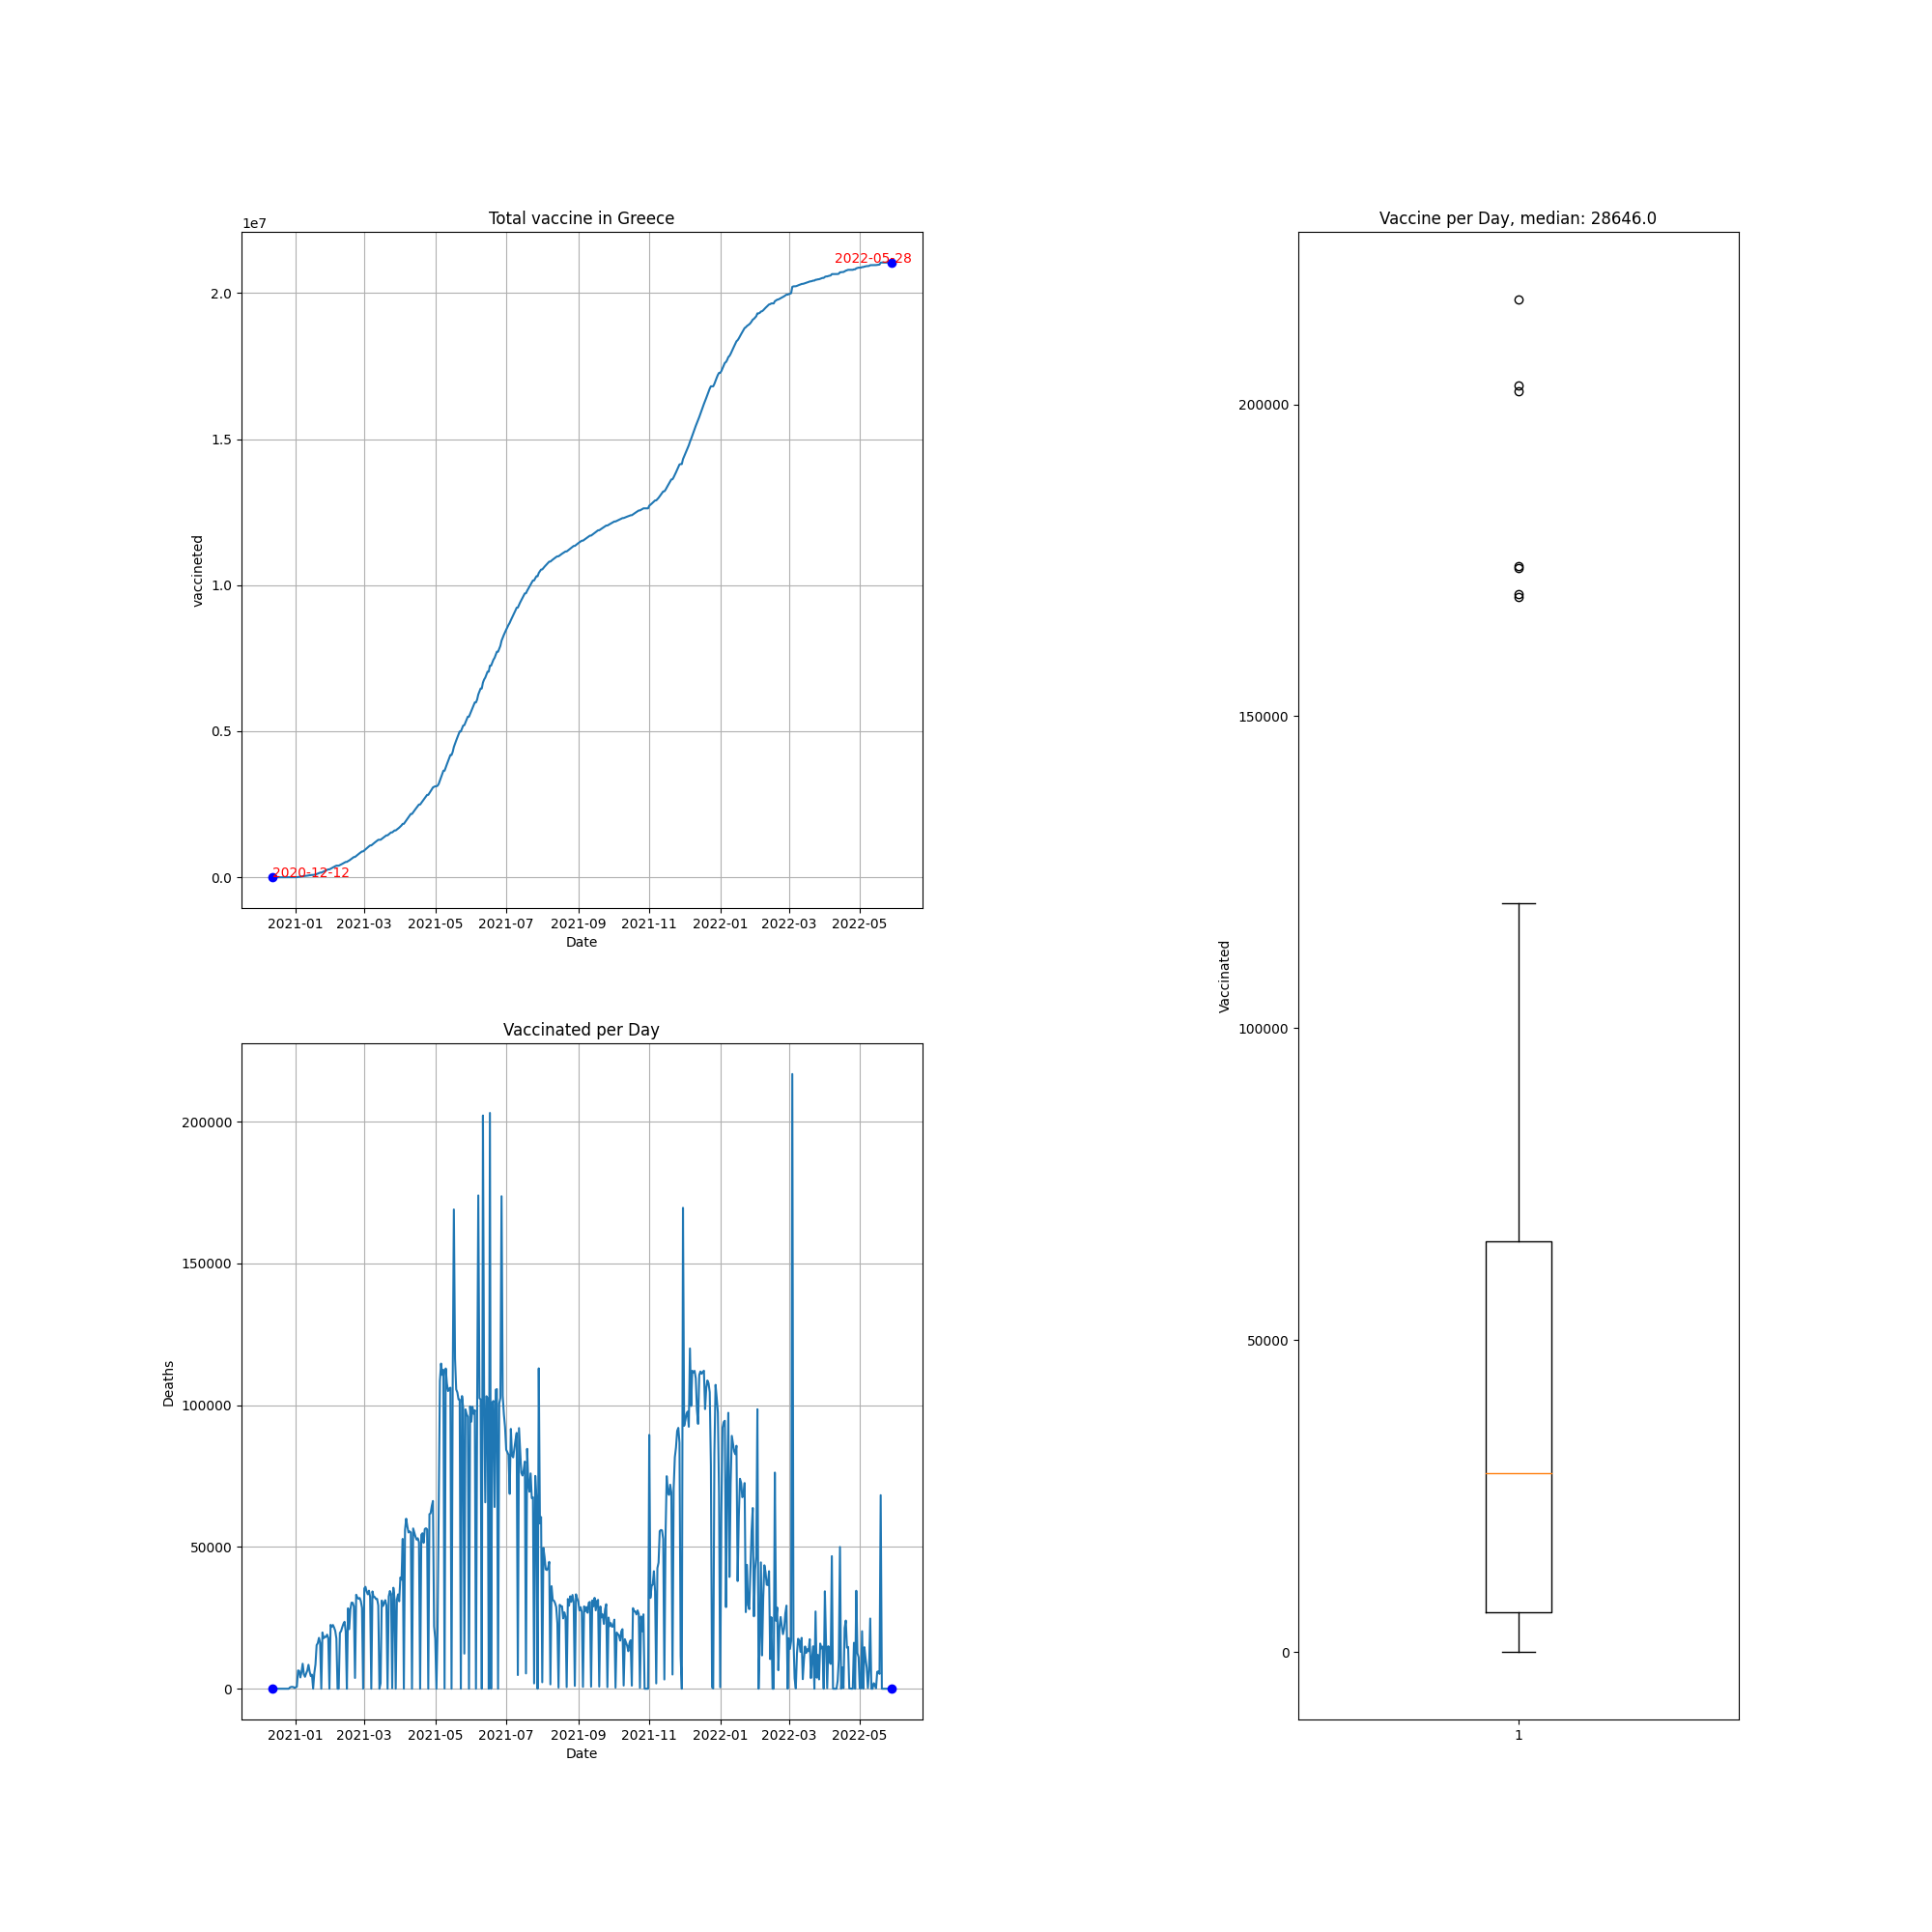 Total vaccine in Greece
1e7
2.0
1.5
1.0
0.5
0.0
vaccineted
2022-05-28
2020-12-12
2021-01 2021-03 2021-05 2021-07 2021-09 2021-11 2022-01 2022-03 2022-05
Date
Vaccinated per Day
200000
150000
100000
50000
0
Deaths
2021-01 2021-03 2021-05 2021-07 2021-09 2021-11 2022-01 2022-03 2022-05
Date
Vaccine per Day, median: 28646.0
200000
150000
100000
50000
0
Vaccinated
1